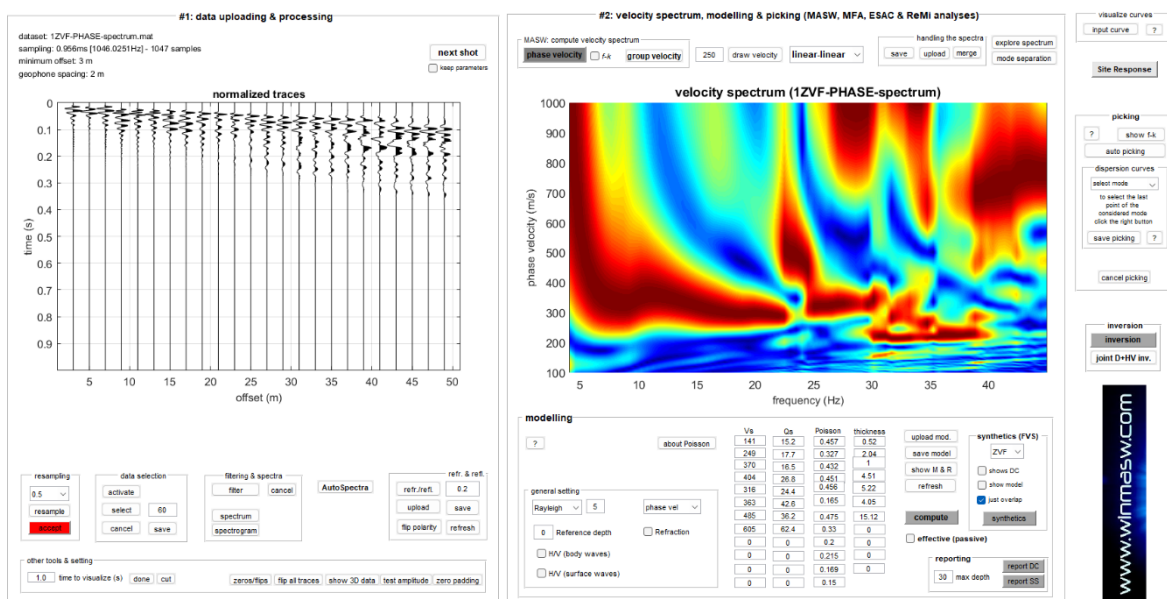 #1: data uploading & processing
dataset: 1ZVF-PHASE-spectrum.mat
sampling: 0.956ms [1046.0251Hz] - 1047 samples
minimum offset: 3 m
geophone spacing: 2 m
next shot
keep parameters
normalized traces
0
0.1
0.2
0.3
0.4
0.5
0.6
0.7
0.8
0.9
time (s)
5 10 15 20 25 30 35 40 45 50
offset (m)
resampling
0.5
resample
accept
data selection
activate
select 60
cancel save
filtering & spectra
filter cancel
spectrum
spectrogram
AutoSpectra
refr. & refl.
refr./refl. 0.2
upload save
flip polarity refresh
other tools & setting
1.0 time to visualize (s) done cut zeros/flips flip all traces show 3D data test amplitude zero padding
#2: velocity spectrum, modelling & picking (MASW, MFA, ESAC & ReMi analyses)
MASW: compute velocity spectrum
phase velocity f-k group velocity 250 draw velocity linear-linear
handling the spectra
save upload merge
explore spectrum
mode separation
velocity spectrum (1ZVF-PHASE-spectrum)
1000
900
800
700
600
500
400
300
200
100
phase velocity (m/s)
5 10 15 20 25 30 35 40
frequency (Hz)
modelling
? about Poisson
general setting
Rayleigh 5 phase vel
0 Reference depth Refraction
H/V (body waves)
H/V (surface waves)
Vs Qs Poisson thickness
141 15.2 0.457 0.52
249 17.7 0.327 2.04
370 16.5 0.432 1
404 26.8 0.451 4.51
316 24.4 0.456 5.22
363 42.6 0.165 4.05
485 36.2 0.475 15.12
605 62.4 0.33 0
0 0 0.2 0
0 0 0.215 0
0 0 0.169 0
0 0 0.15
upload mod.
save model
show M & R
refresh
compute
effective (passive)
synthetics (FVS)
ZVF
shows DC
show model
just overlap
synthetics
reporting
30 max depth
report DC
report SS
visualize curves
input curve ?
Site Response
picking
? show f-k
auto picking
dispersion curves
select mode
to select the last
point of the
considered mode
click the right button
save picking ?
cancel picking
inversion
inversion
joint D+HV inv.
www.winmasw.com